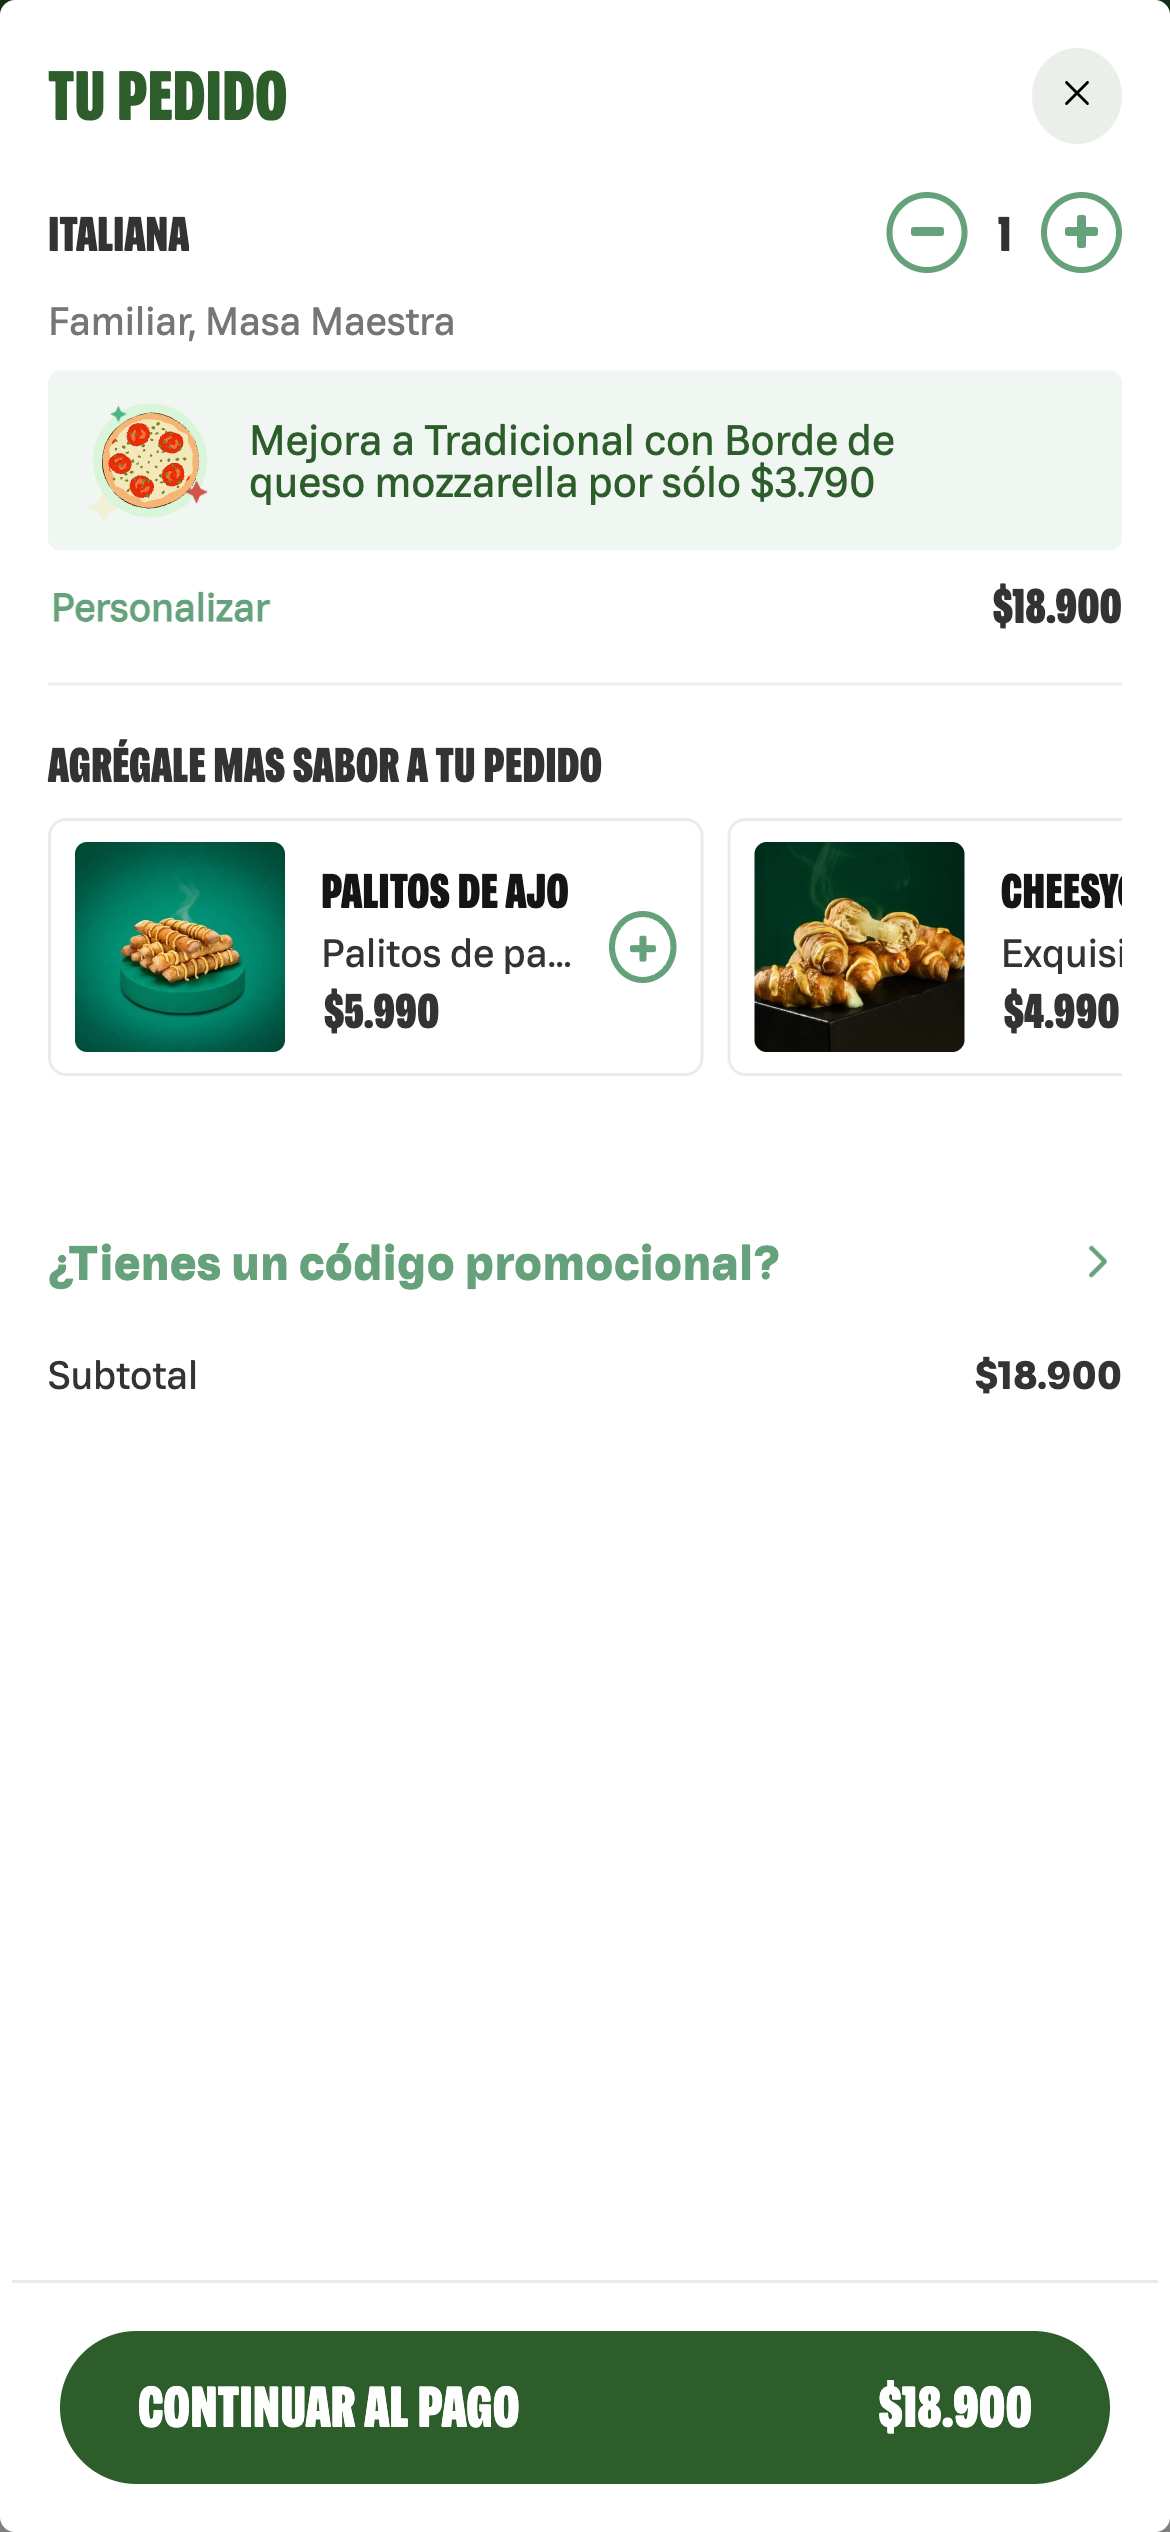 TU PEDIDO
ITALIANA
1
Familiar, Masa Maestra
Mejora a Tradicional con Borde de
queso mozzarella por sólo $3.790
Personalizar
$18.900
AGRÉGALE MAS SABOR A TU PEDIDO
PALITOS DE AJO
Palitos de pa...
$5.990
$4.990
¿Tienes un código promocional?
Subtotal
$18.900
CONTINUAR AL PAGO
$18.900